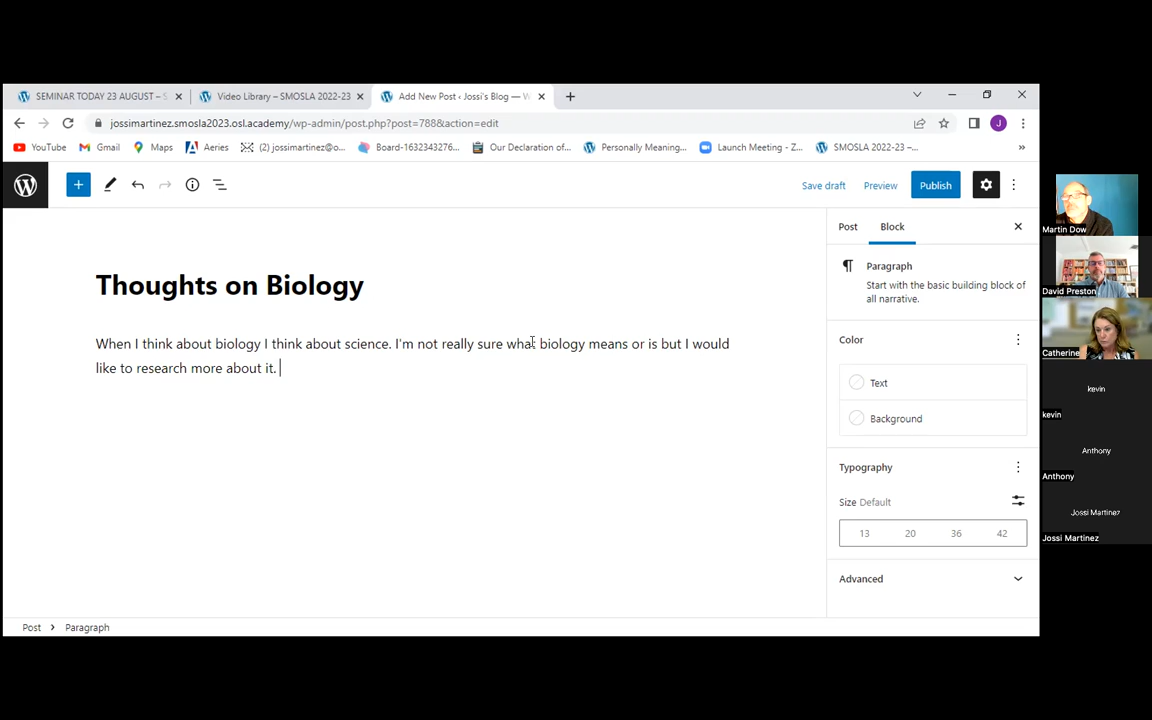 SEMINAR TODAY 23 AUGUST – S
Video Library – SMOSLA 2022-23
Add New Post ‹ Jossi's Blog — W
jossimartinez.smosla2023.osl.academy/wp-admin/post.php?post=788&action=edit
J
YouTube
Gmail
Maps
Aeries
(2) jossimartinez@o...
Board-1632343276...
Our Declaration of...
Personally Meaning...
Launch Meeting - Z...
SMOSLA 2022-23 –...
»
Save draft
Preview
Publish
Thoughts on Biology
When I think about biology I think about science. I'm not really sure what biology means or is but I would
like to research more about it.
Post
Block
Paragraph
Start with the basic building block of
all narrative.
Color
Text
Background
Typography
Size Default
13 20 36 42
Advanced
Post > Paragraph
Martin Dow
David Preston
Catherine
kevin
kevin
Anthony
Anthony
Jossi Martinez
Jossi Martinez